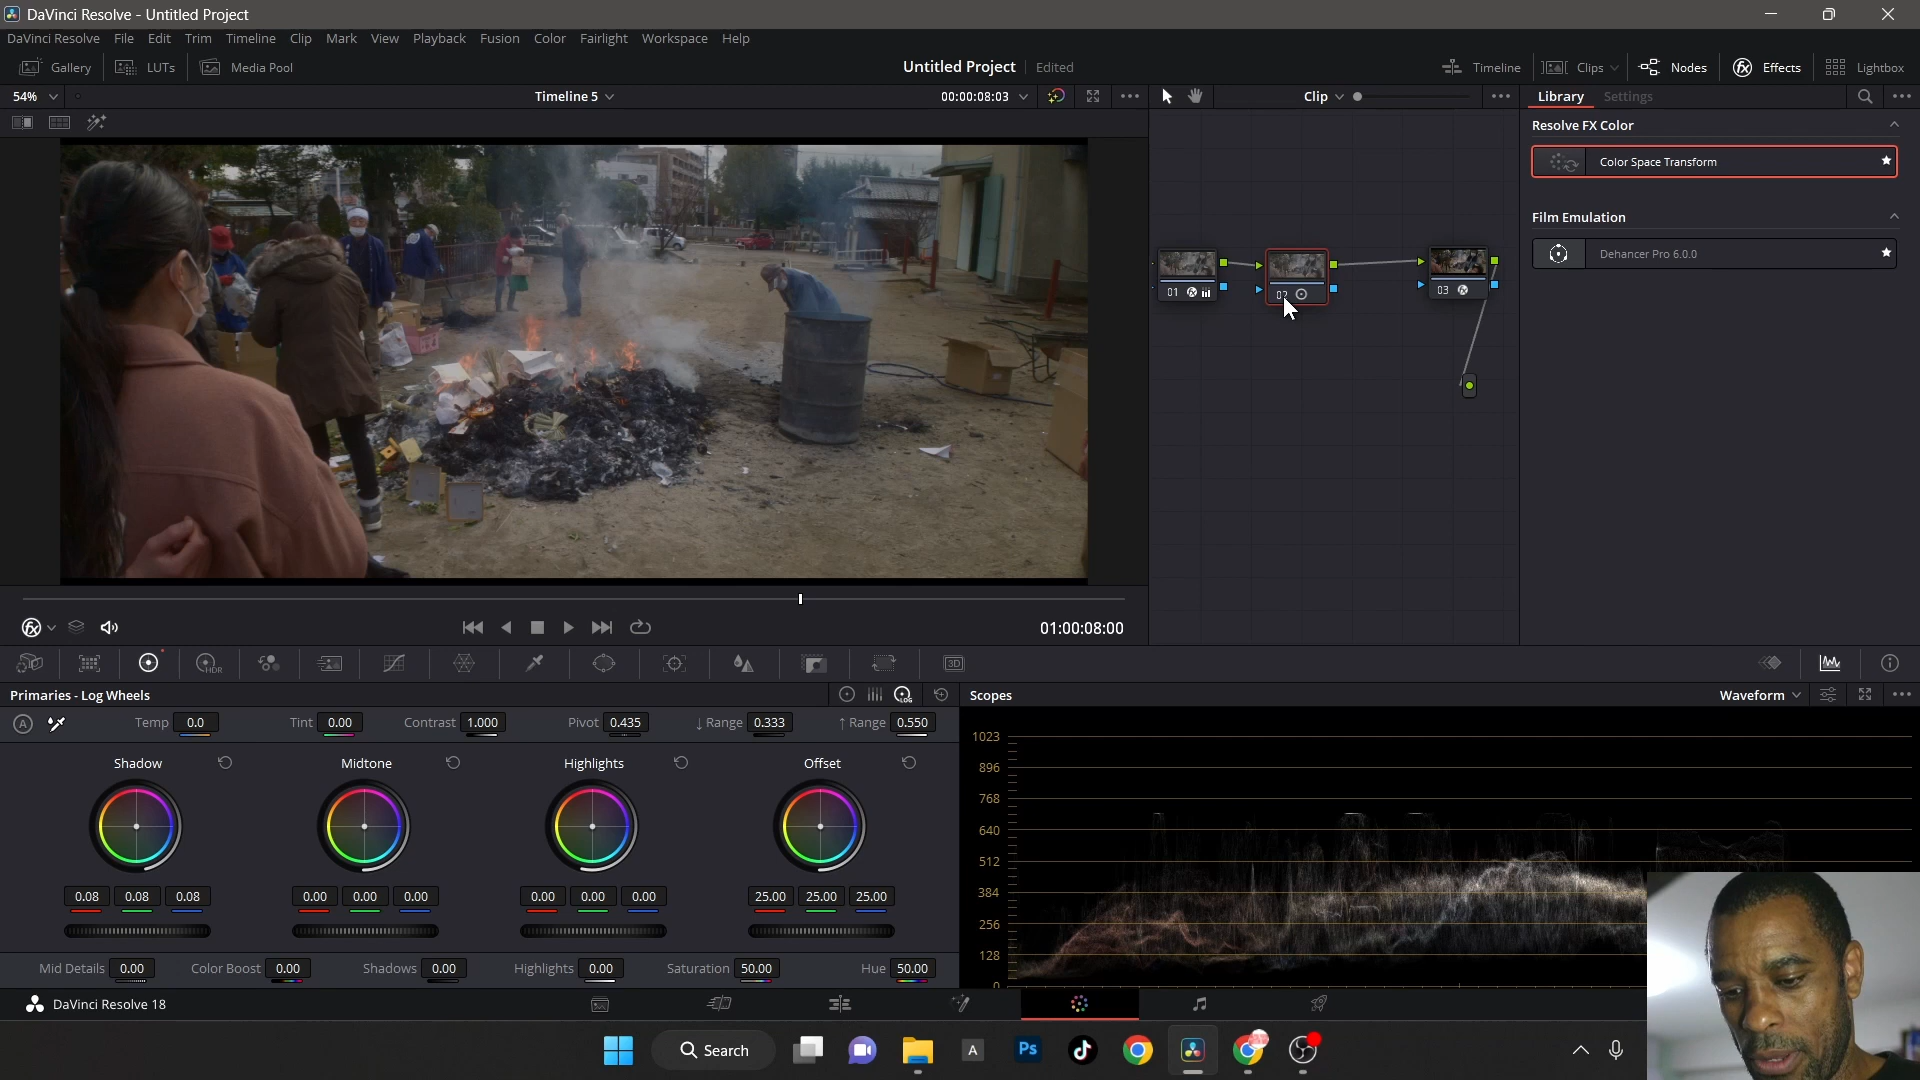 DaVinci Resolve - Untitled Project
DaVinci Resolve File Edit Trim Timeline Clip Mark View Playback Fusion Color Fairlight Workspace Help
Gallery LUTs Media Pool Untitled Project Edited Timeline Clips Nodes Effects Lightbox
54% Timeline 5 00:00:08:03 Clip Library Settings
Resolve FX Color
Color Space Transform
Film Emulation
Dehancer Pro 6.0.0
01 02 03
01:00:08:00
HDR 3D
Primaries - Log Wheels LOG Scopes Waveform
A Temp 0.0 Tint 0.00 Contrast 1.000 Pivot 0.435 ↓ Range 0.333 ↑ Range 0.550
Shadow Midtone Highlights Offset
0.08 0.08 0.08 0.00 0.00 0.00 0.00 0.00 0.00 25.00 25.00 25.00
Mid Details 0.00 Color Boost 0.00 Shadows 0.00 Highlights 0.00 Saturation 50.00 Hue 50.00
1023
896
768
640
512
384
256
128
0
DaVinci Resolve 18
Search A Ps